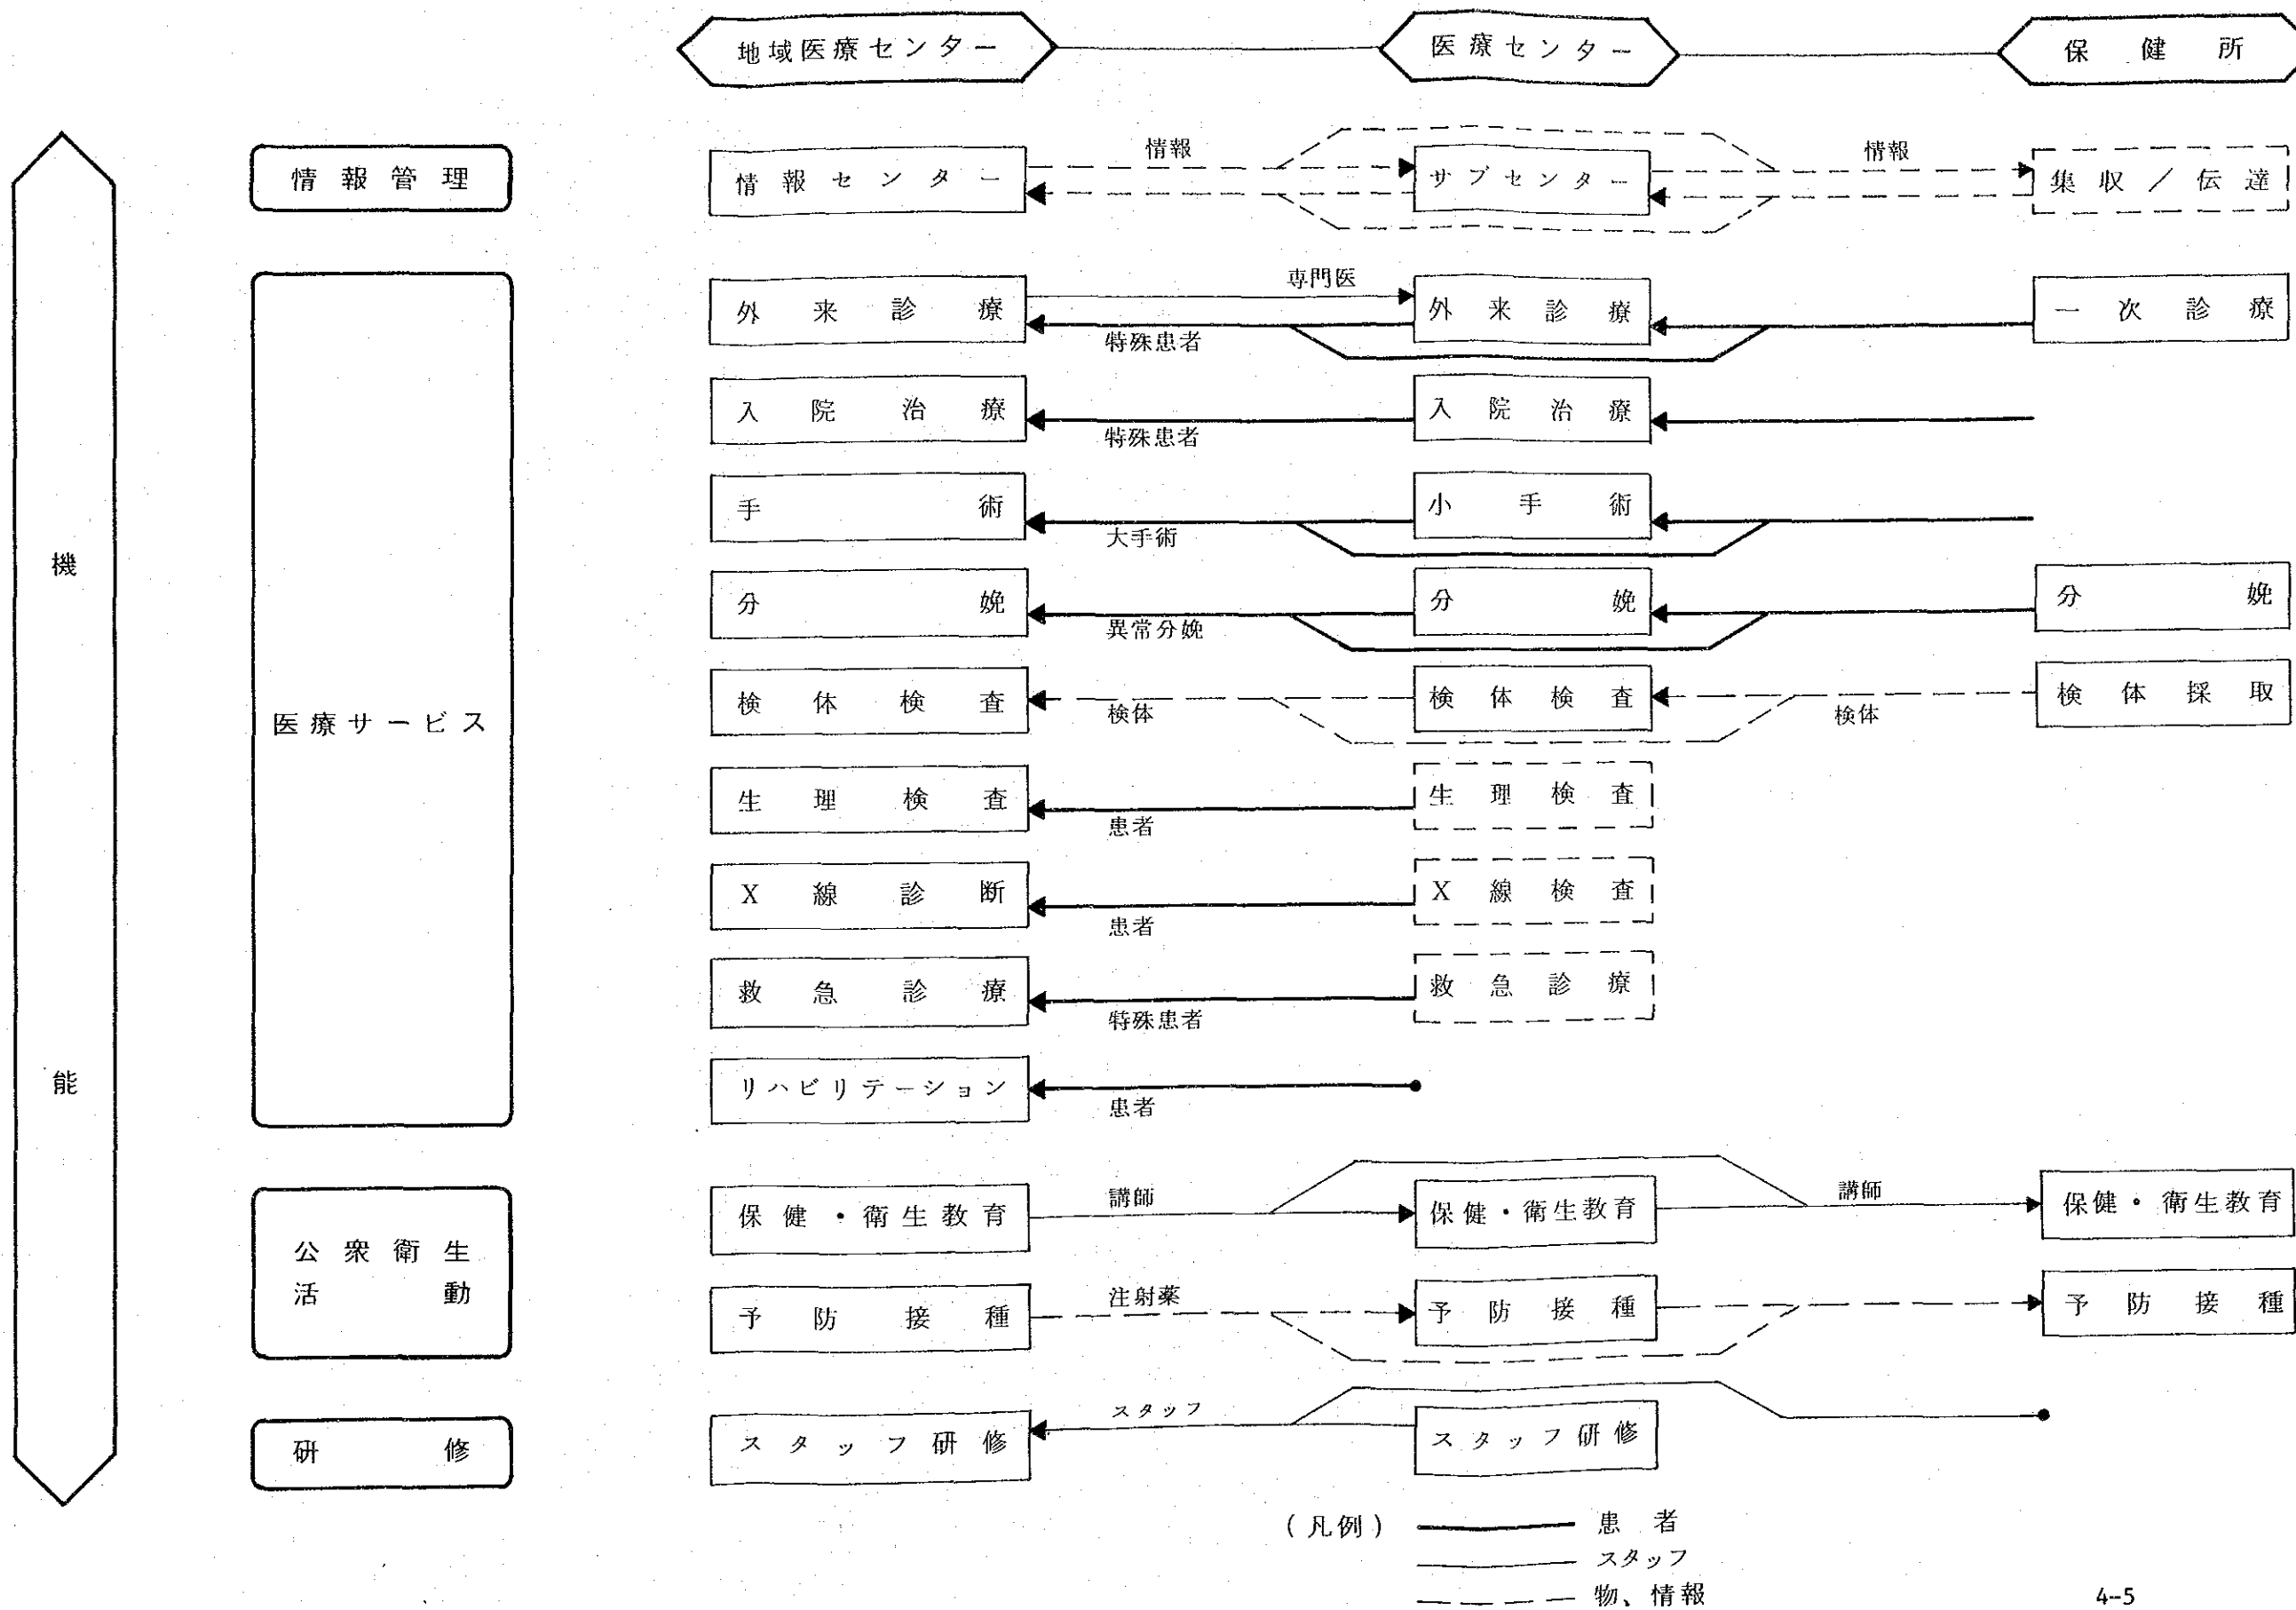 地域医療センター
医療センター
保健所
機能
情報管理
情報センター
情報
サブセンター
情報
集収／伝達
医療サービス
外来診療
専門医
特殊患者
外来診療
一次診療
入院治療
特殊患者
入院治療
手術
大手術
小手術
分娩
異常分娩
分娩
分娩
検体検査
検体
検体検査
検体
検体採取
生理検査
患者
生理検査
X線診断
患者
X線検査
救急診療
特殊患者
救急診療
リハビリテーション
患者
公衆衛生
活動
保健・衛生教育
講師
保健・衛生教育
講師
保健・衛生教育
予防接種
注射薬
予防接種
予防接種
研修
スタッフ研修
スタッフ
スタッフ研修
(凡例)
患者
スタッフ
物、情報
4-5